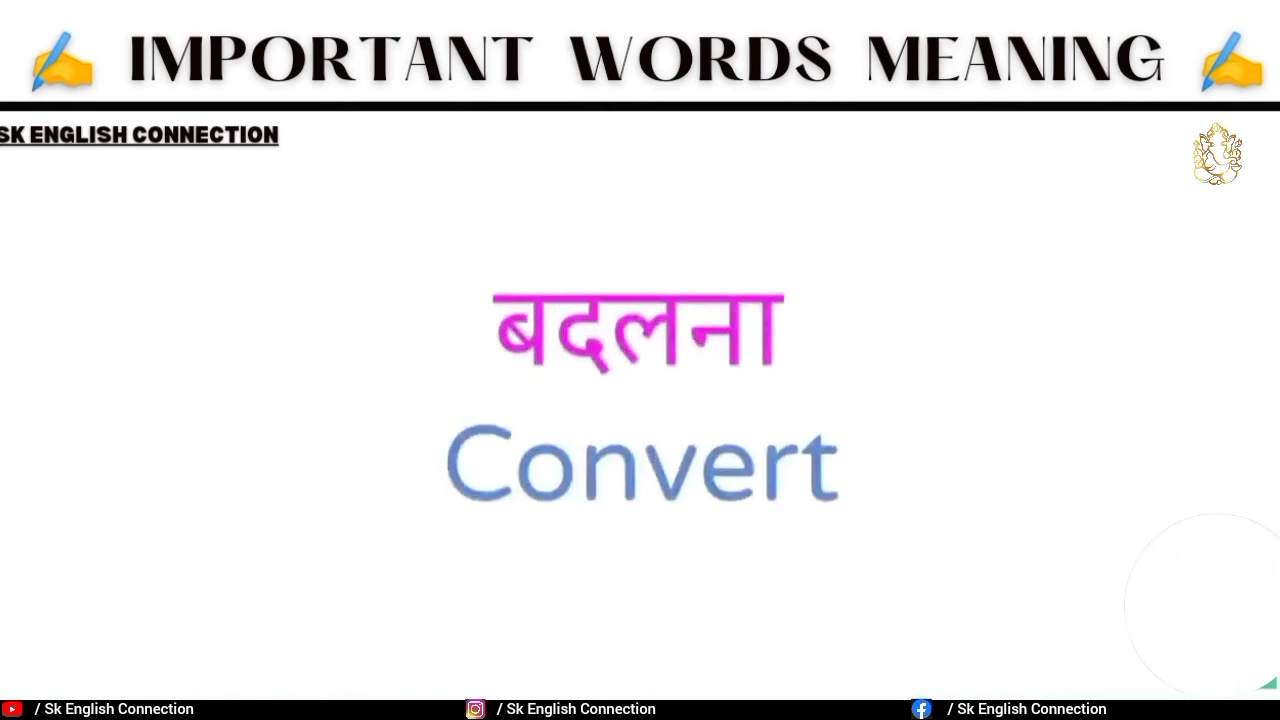 ✍ IMPORTANT WORDS MEANING ✍
SK ENGLISH CONNECTION
बदलना
Convert
/ Sk English Connection / Sk English Connection / Sk English Connection